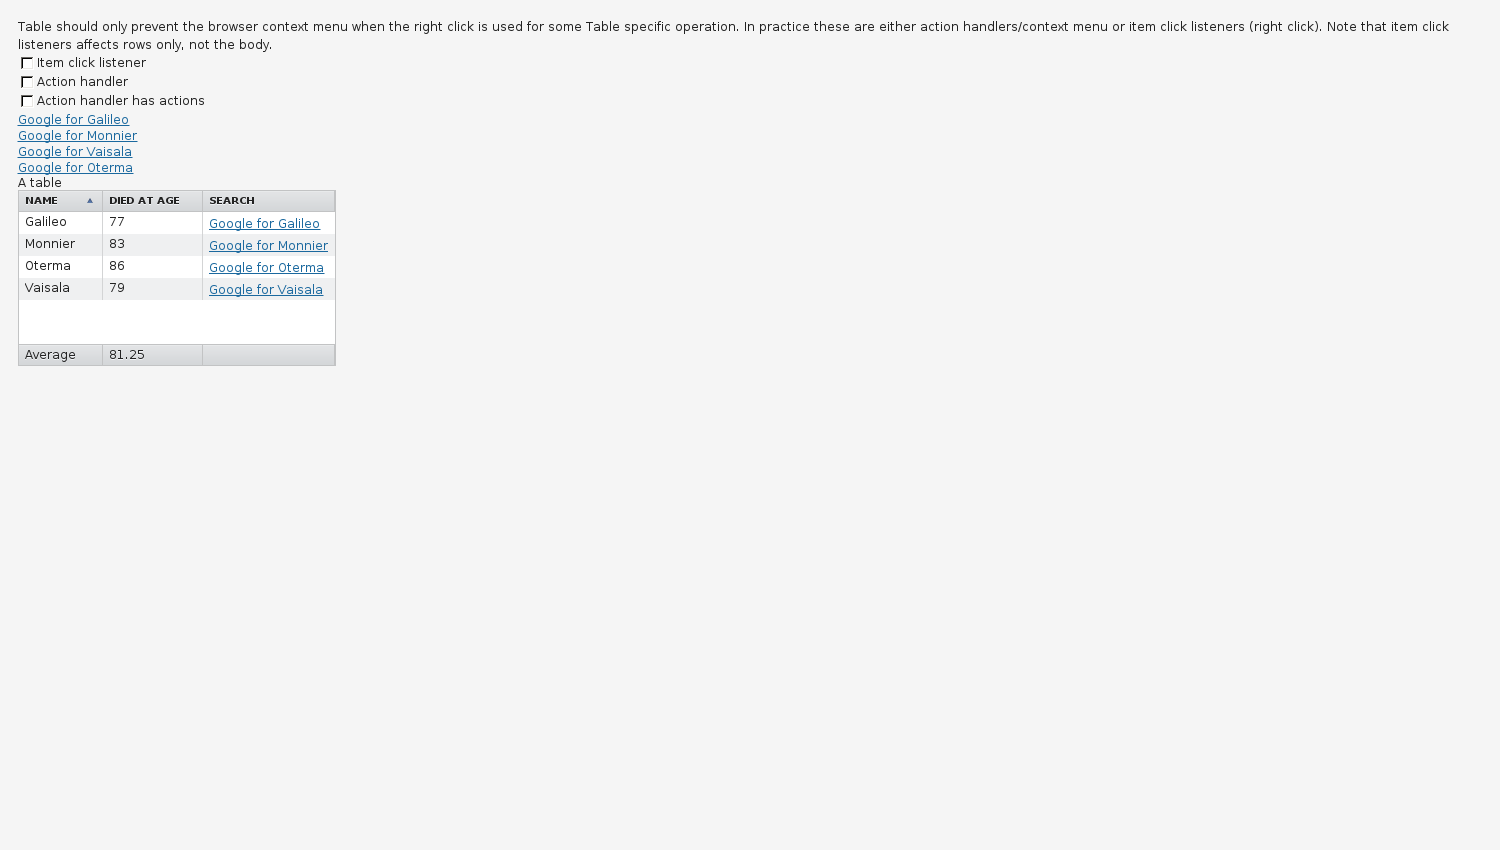 Table should only prevent the browser context menu when the right click is used for some Table specific operation. In practice these are either action handlers/context menu or item click listeners (right click). Note that item click
listeners affects rows only, not the body.
Item click listener
Action handler
Action handler has actions
Google for Galileo
Google for Monnier
Google for Vaisala
Google for Oterma
A table
NAME DIED AT AGE SEARCH
Galileo 77 Google for Galileo
Monnier 83 Google for Monnier
Oterma 86 Google for Oterma
Vaisala 79 Google for Vaisala
Average 81.25